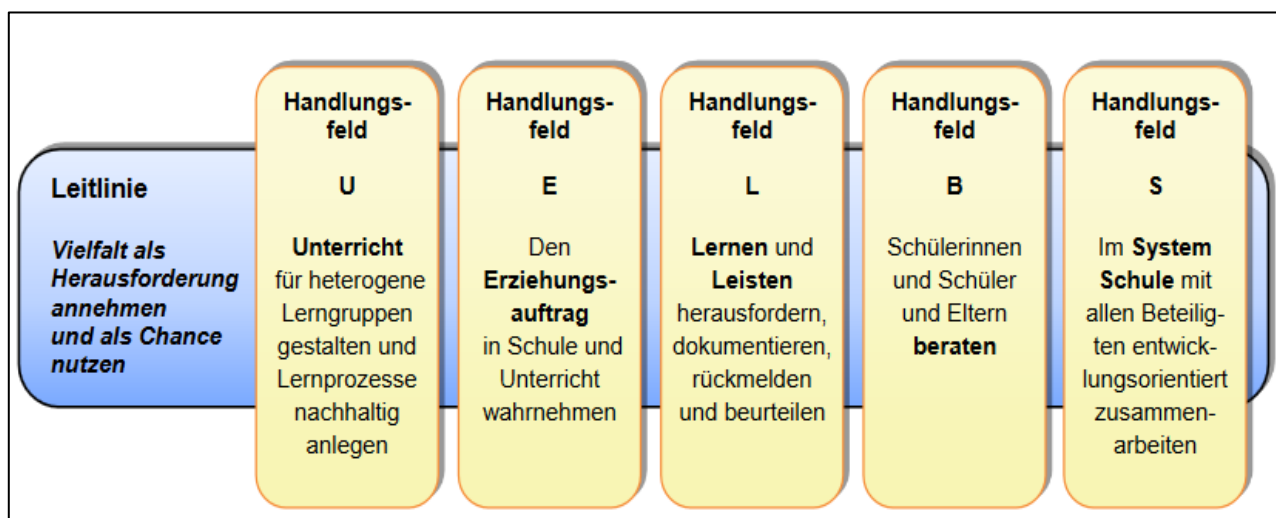 Leitlinie
Vielfalt als
Herausforderung
annehmen
und als Chance
nutzen
Handlungs-
feld
U
Unterricht
für heterogene
Lerngruppen
gestalten und
Lernprozesse
nachhaltig
anlegen
Handlungs-
feld
E
Den
Erziehungs-
auftrag
in Schule und
Unterricht
wahrnehmen
Handlungs-
feld
L
Lernen und
Leisten
herausfordern,
dokumentieren,
rückmelden
und beurteilen
Handlungs-
feld
B
Schülerinnen
und Schüler
und Eltern
beraten
Handlungs-
feld
S
Im System
Schule mit
allen Beteilig-
ten entwick-
lungsorientiert
zusammen-
arbeiten